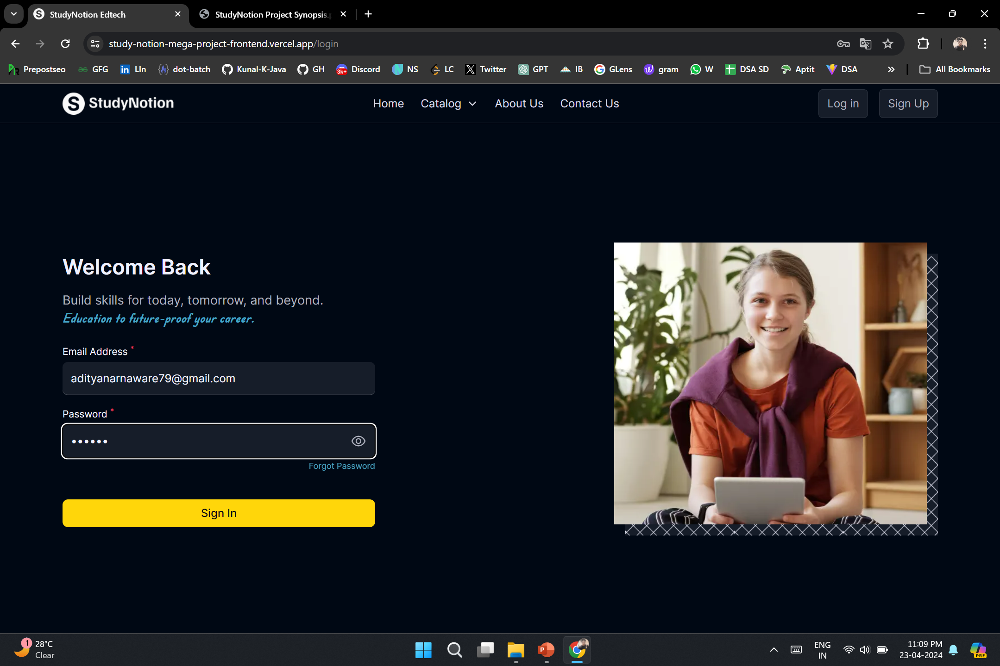 StudyNotion Edtech
StudyNotion Project Synopsis.
study-notion-mega-project-frontend.vercel.app/login
Prepostseo GFG LIn dot-batch Kunal-K-Java GH 3k+ Discord NS LC Twitter GPT IB GLens gram W DSA SD Aptit DSA All Bookmarks
S StudyNotion
Home Catalog About Us Contact Us
Log in Sign Up
Welcome Back
Build skills for today, tomorrow, and beyond.
Education to future-proof your career.
Email Address *
adityanarnaware79@gmail.com
Password *
Forgot Password
Sign In
1
28°C
Clear
P
ENG
IN
11:09 PM
23-04-2024
PRE